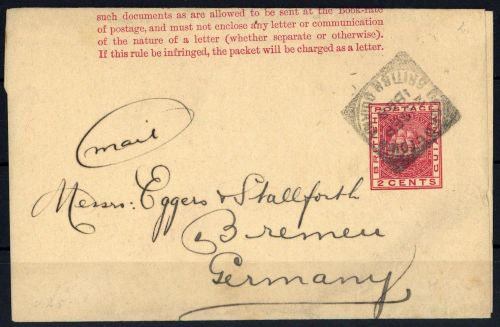 such documents as are allowed to be sent at the Book-rate
of postage, and must not enclose any letter or communication
of the nature of a letter (whether separate or otherwise).
If this rule be infringed, the packet will be charged as a letter.
BRITISH
POSTAGE
GUIANA
2 CENTS
mail
Messrs: Eggers & Stallforth
Bremen
Germany